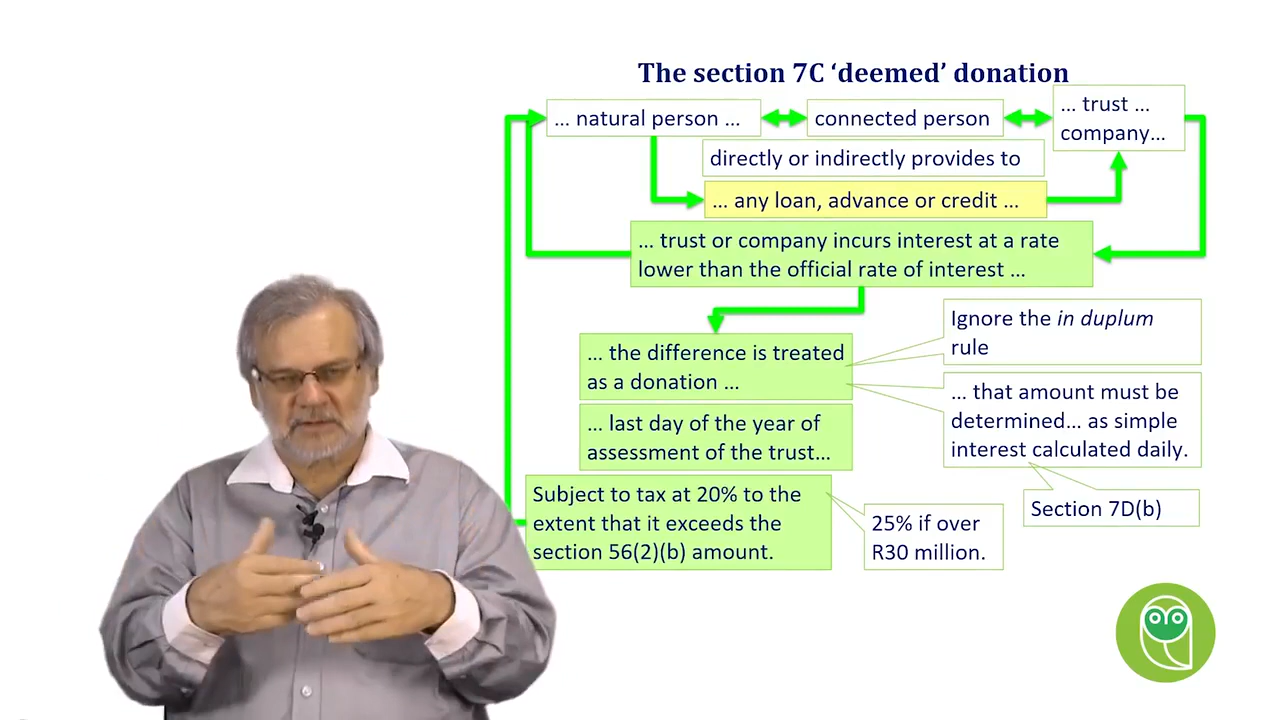 The section 7C ‘deemed’ donation
... natural person ...
connected person
... trust ...
company...
directly or indirectly provides to
... any loan, advance or credit ...
... trust or company incurs interest at a rate
lower than the official rate of interest ...
Ignore the in duplum
rule
... the difference is treated
as a donation ...
... that amount must be
determined... as simple
interest calculated daily.
... last day of the year of
assessment of the trust...
Section 7D(b)
Subject to tax at 20% to the
extent that it exceeds the
section 56(2)(b) amount.
25% if over
R30 million.